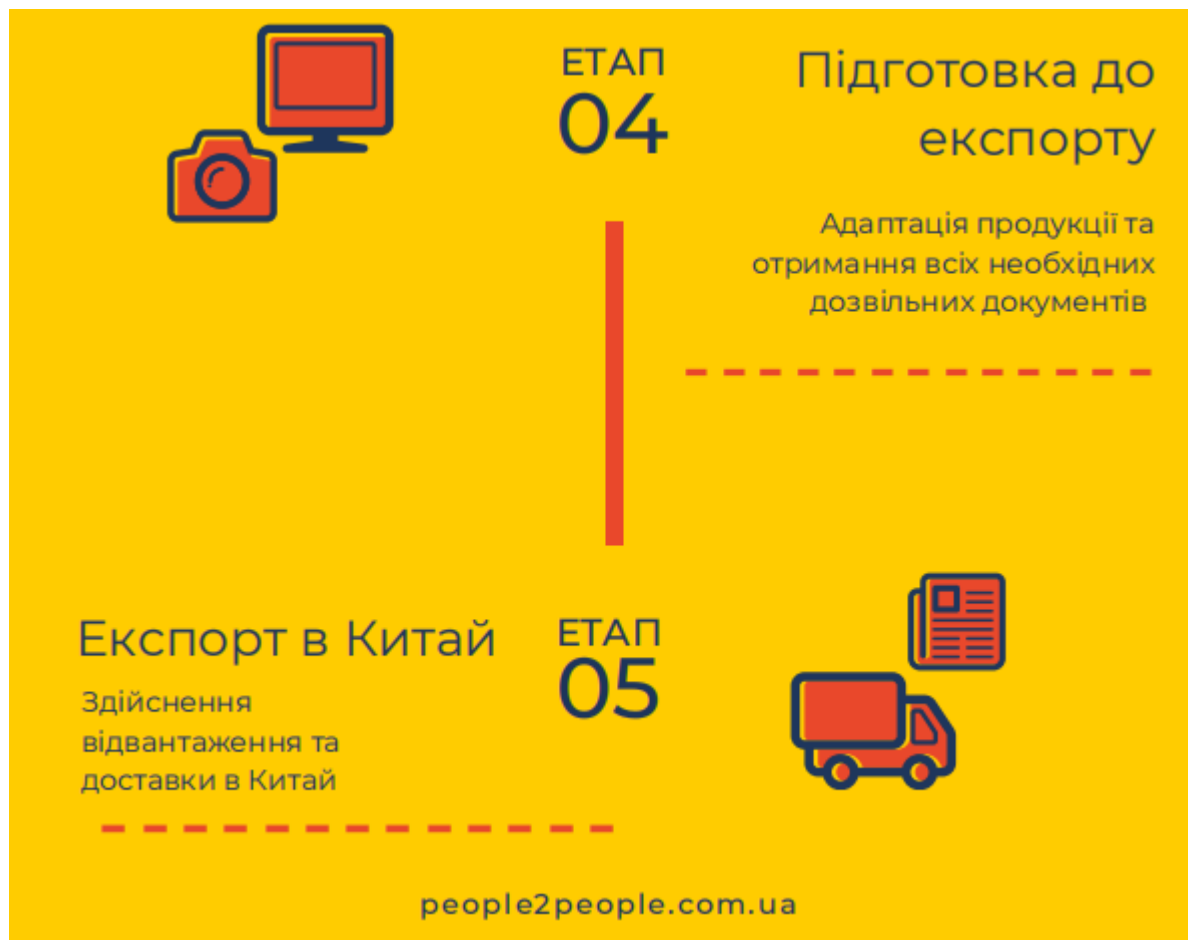 ЕТАП
04
Підготовка до
експорту
Адаптація продукції та
отримання всіх необхідних
дозвільних документів
Експорт в Китай
Здійснення
відвантаження та
доставки в Китай
ЕТАП
05
people2people.com.ua